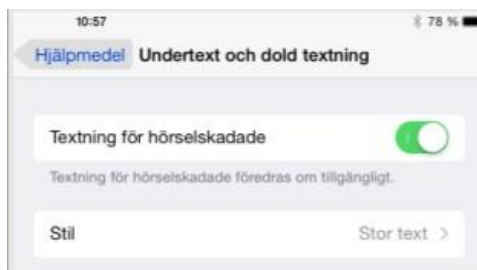 10:57
78 %
Hjälpmedel Undertext och dold textning
Textning för hörselskadade
Textning för hörselskadade föredras om tillgängligt.
Stil Stor text